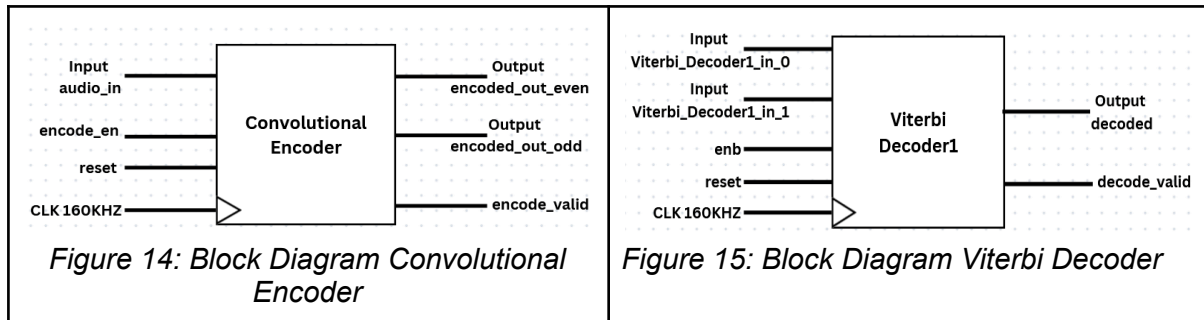 Input
audio_in
encode_en
reset
CLK 160KHZ
Convolutional
Encoder
Output
encoded_out_even
Output
encoded_out_odd
encode_valid
Figure 14: Block Diagram Convolutional
Encoder
Input
Viterbi_Decoder1_in_0
Input
Viterbi_Decoder1_in_1
enb
reset
CLK 160KHZ
Viterbi
Decoder1
Output
decoded
decode_valid
Figure 15: Block Diagram Viterbi Decoder